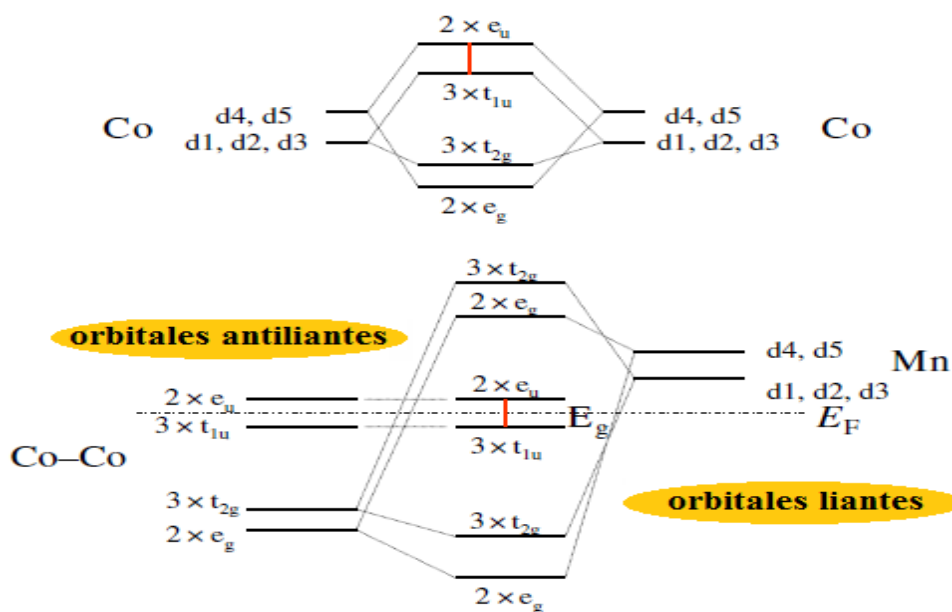 2 × e_u
3 × t_1u
d4, d5
d4, d5
Co
d1, d2, d3
3 × t_2g
d1, d2, d3
Co
2 × e_g
3 × t_2g
2 × e_g
orbitales antiliantes
d4, d5
Mn
2 × e_u
2 × e_u
d1, d2, d3
3 × t_1u
E_g
E_F
3 × t_1u
Co–Co
3 × t_2g
orbitales liantes
3 × t_2g
2 × e_g
2 × e_g